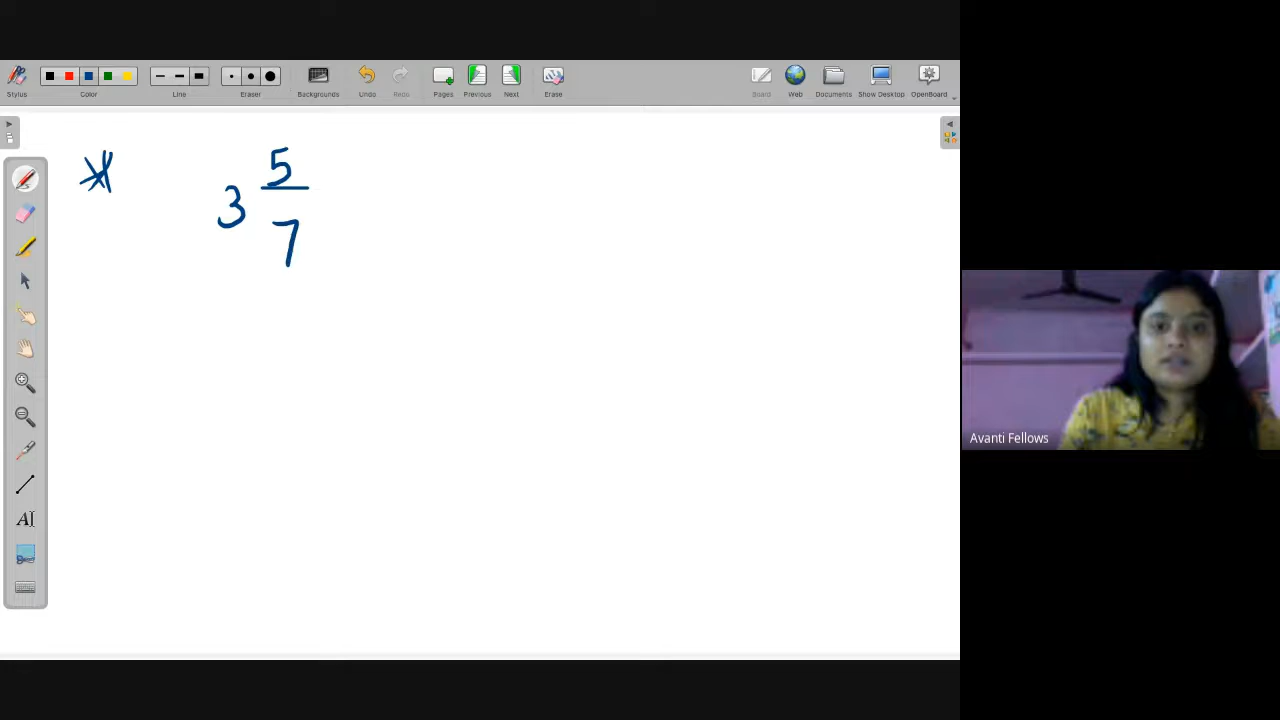 Stylus Color Line Eraser Backgrounds Undo Redo Pages Previous Next Erase Board Web Documents Show Desktop OpenBoard
* 3 5/7
Avanti Fellows